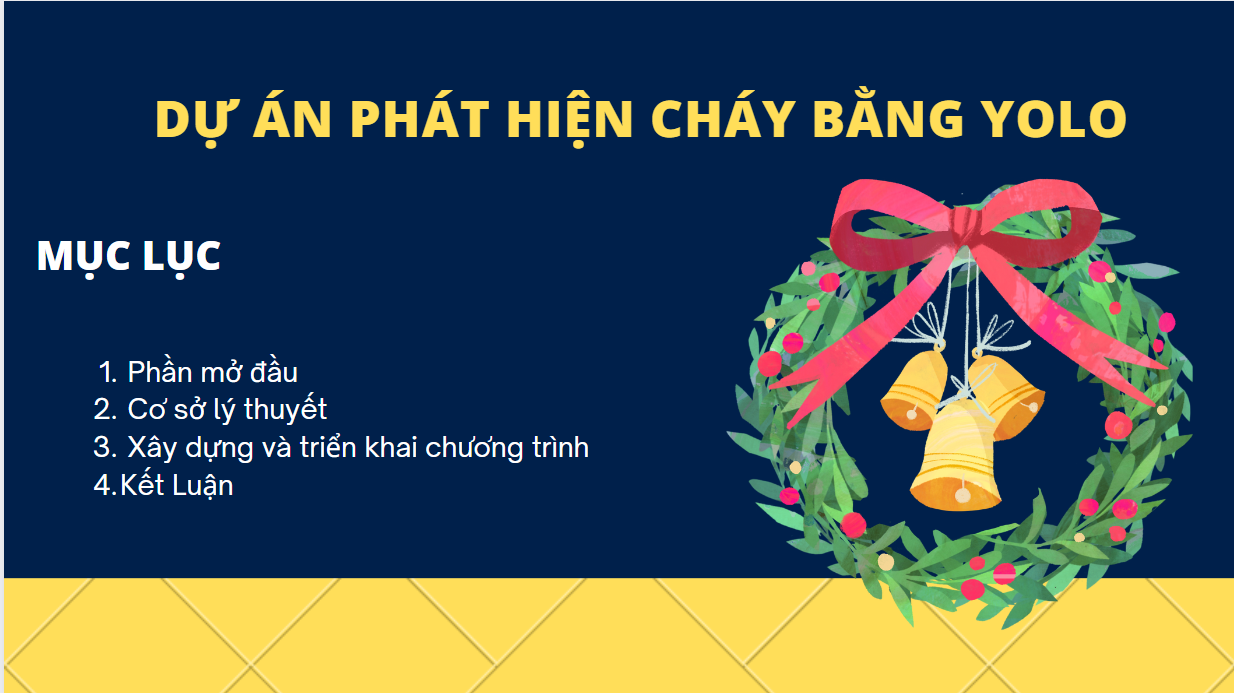 DỰ ÁN PHÁT HIỆN CHÁY BẰNG YOLO
MỤC LỤC
1. Phần mở đầu
2. Cơ sở lý thuyết
3. Xây dựng và triển khai chương trình
4.Kết Luận